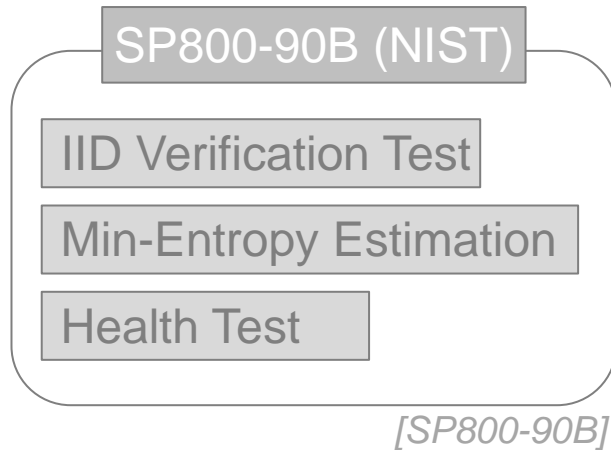 SP800-90B (NIST)
IID Verification Test
Min-Entropy Estimation
Health Test
[SP800-90B]